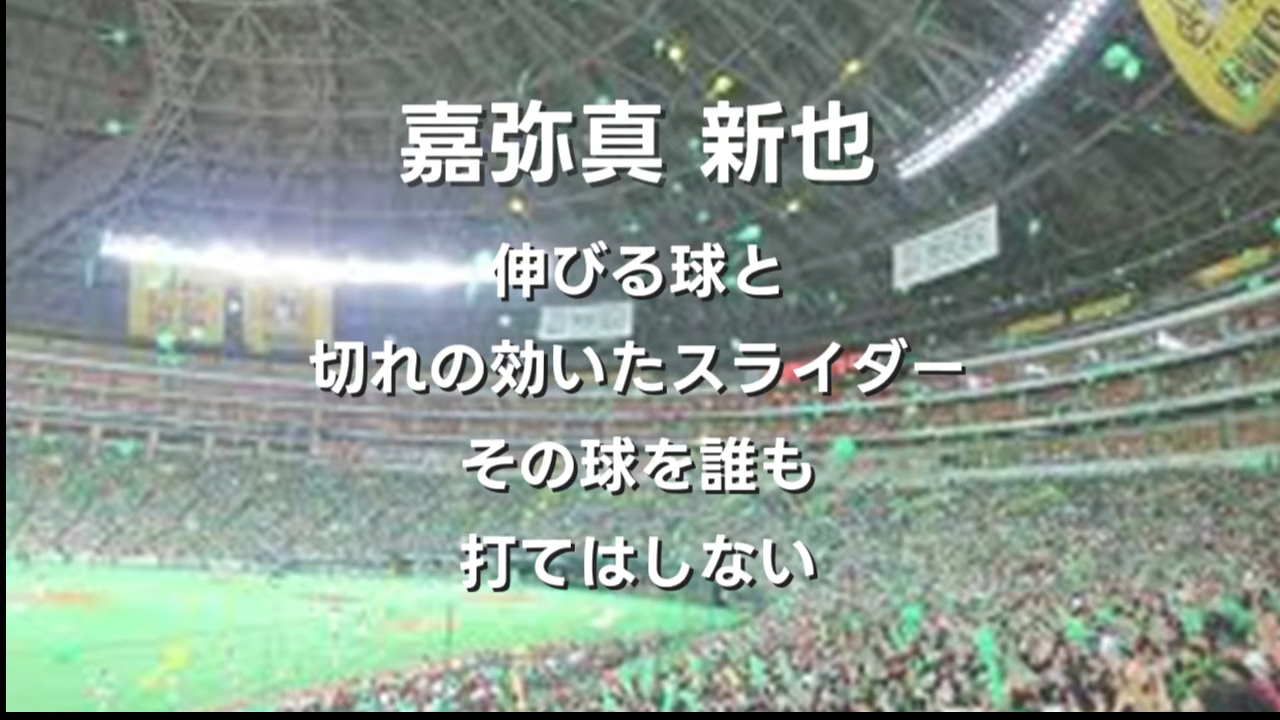 嘉弥真 新也
伸びる球と
切れの効いたスライダー
その球を誰も
打てはしない